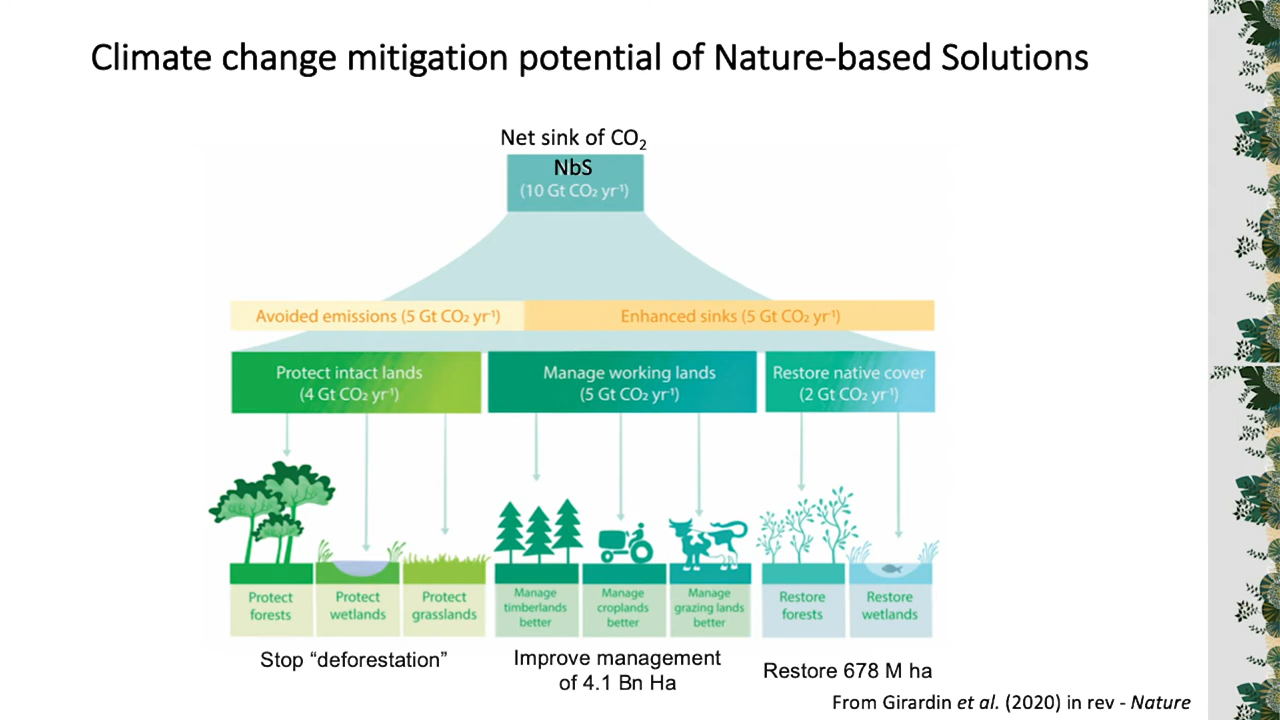 Climate change mitigation potential of Nature-based Solutions
Net sink of CO₂
NbS
(10 Gt CO₂ yr⁻¹)
Avoided emissions (5 Gt CO₂ yr⁻¹)
Enhanced sinks (5 Gt CO₂ yr⁻¹)
Protect intact lands
(4 Gt CO₂ yr⁻¹)
Manage working lands
(5 Gt CO₂ yr⁻¹)
Restore native cover
(2 Gt CO₂ yr⁻¹)
Protect
forests
Protect
wetlands
Protect
grasslands
Manage
timberlands
better
Manage
croplands
better
Manage
grazing lands
better
Restore
forests
Restore
wetlands
Stop “deforestation”
Improve management
of 4.1 Bn Ha
Restore 678 M ha
From Girardin et al. (2020) in rev - Nature